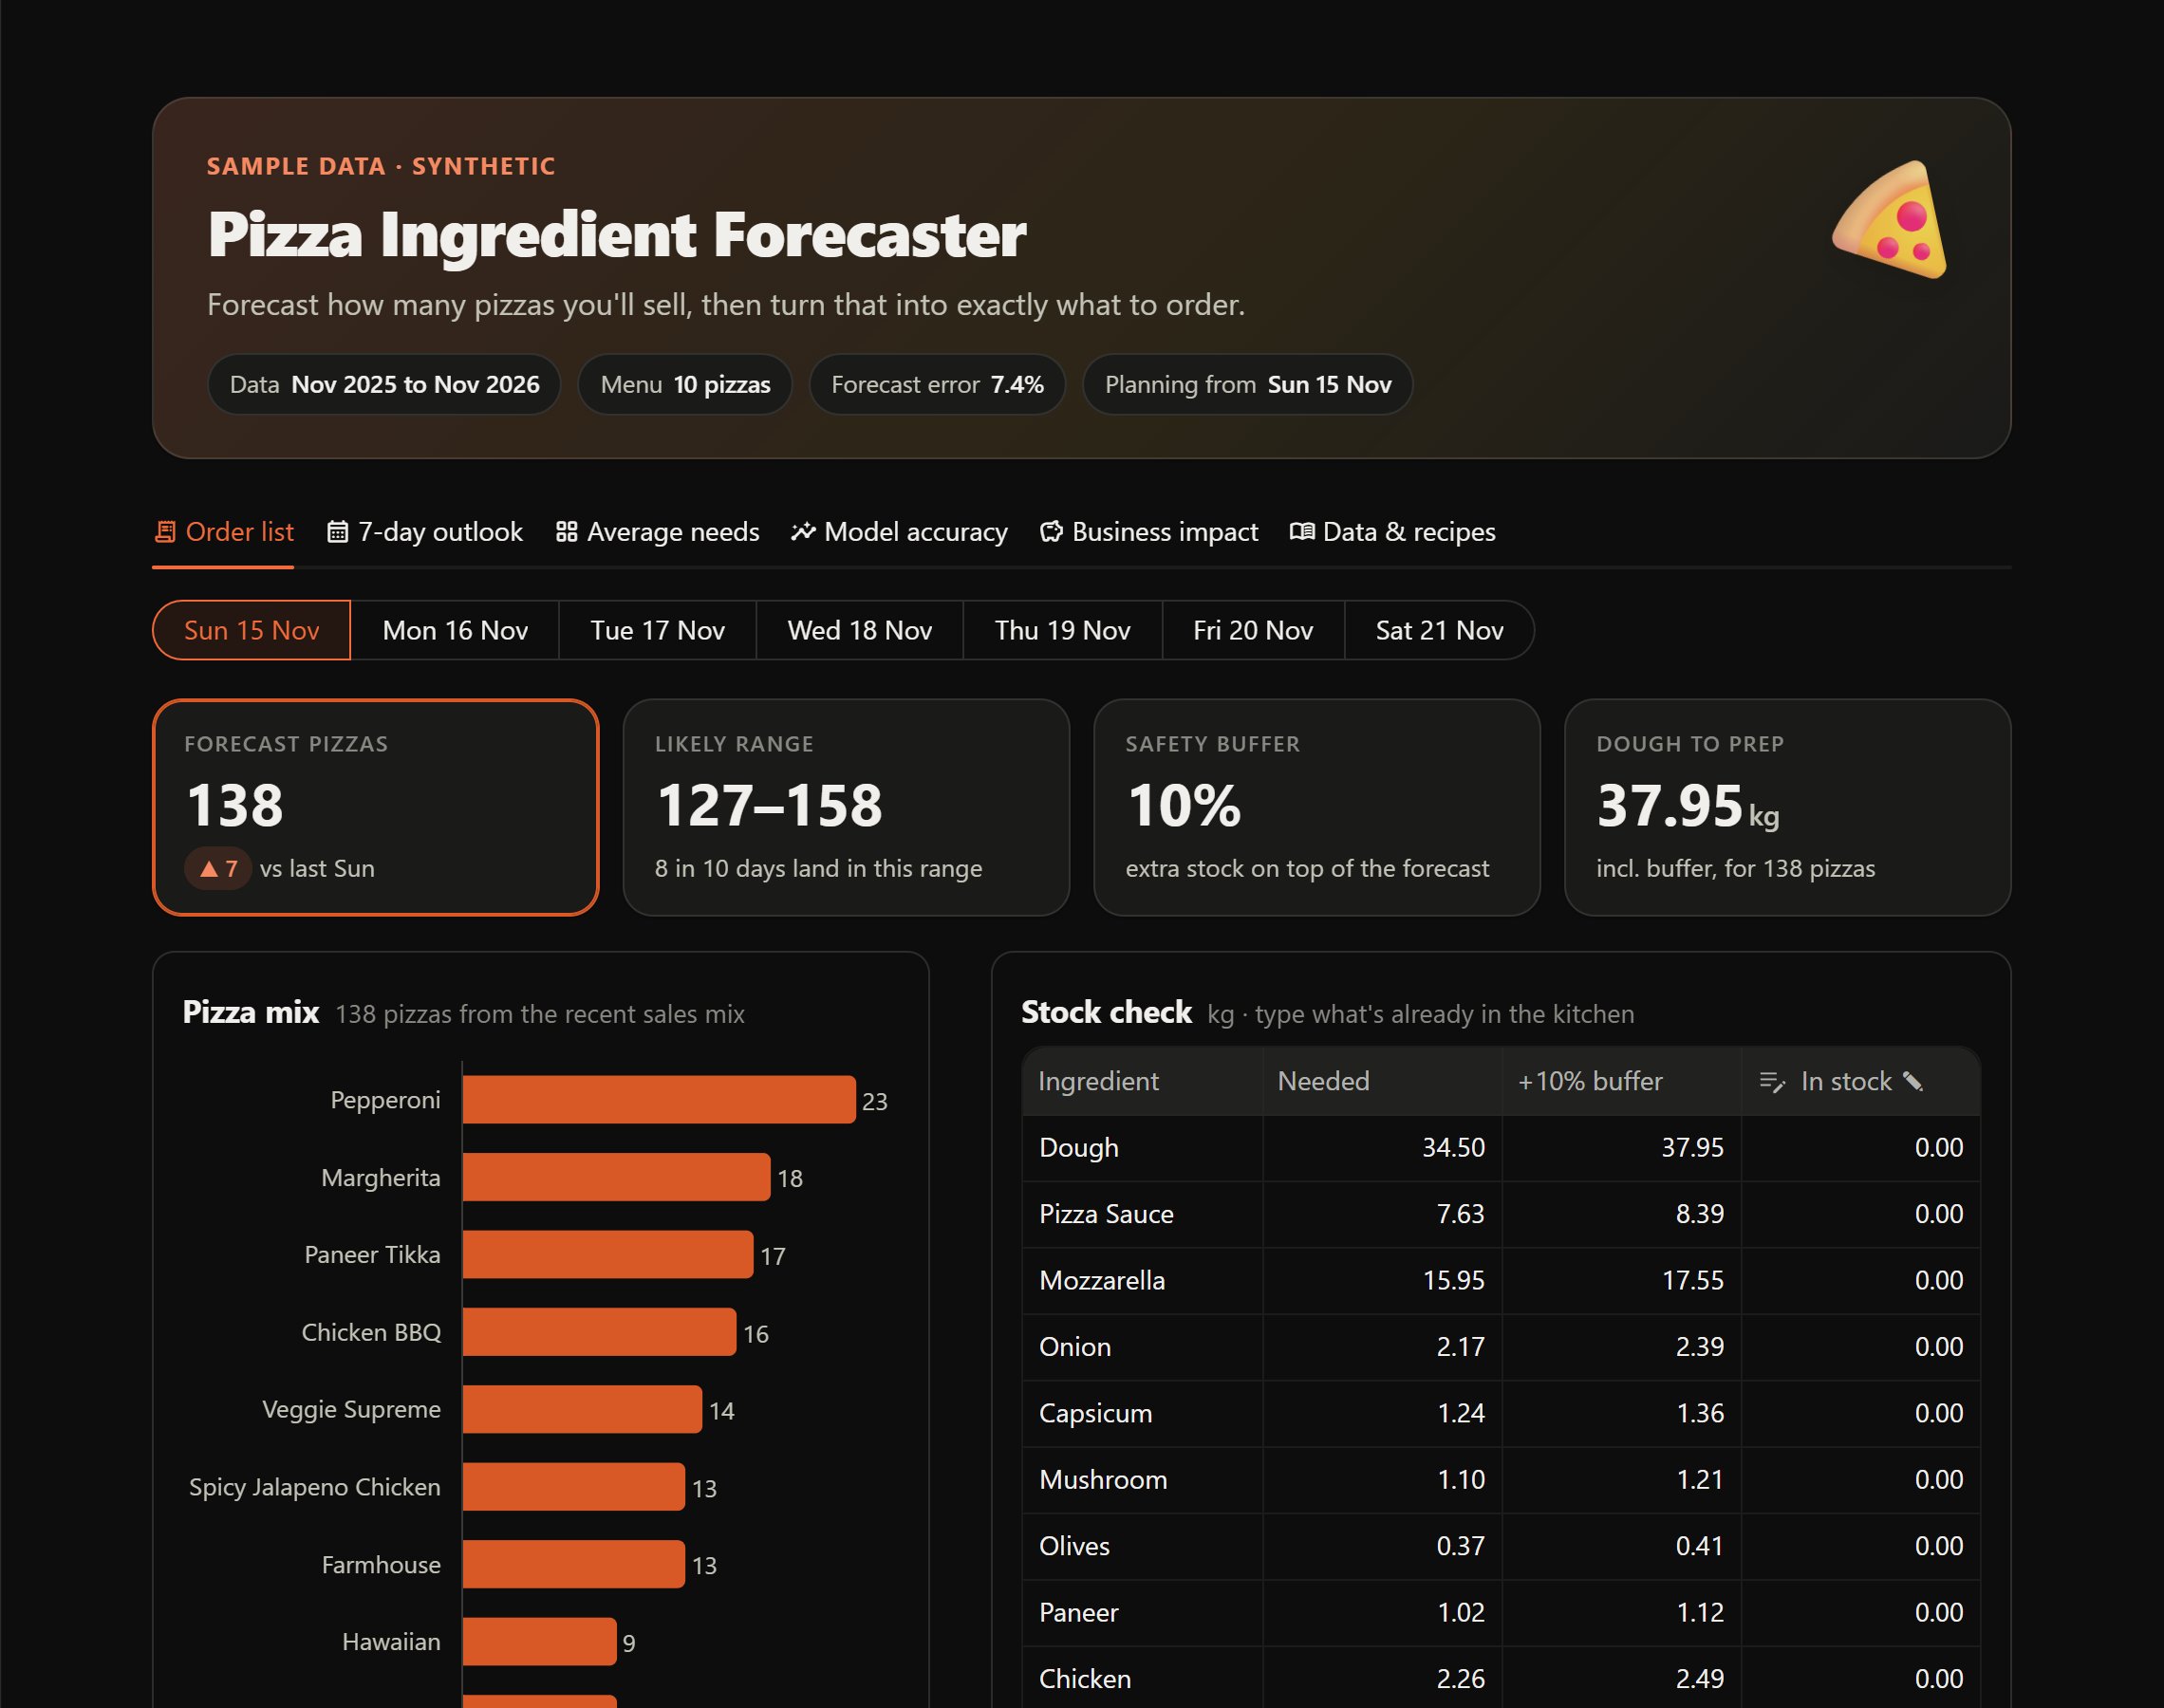 SAMPLE DATA · SYNTHETIC
Pizza Ingredient Forecaster
Forecast how many pizzas you'll sell, then turn that into exactly what to order.
Data Nov 2025 to Nov 2026 Menu 10 pizzas Forecast error 7.4% Planning from Sun 15 Nov
Order list 7-day outlook Average needs Model accuracy Business impact Data & recipes
Sun 15 Nov Mon 16 Nov Tue 17 Nov Wed 18 Nov Thu 19 Nov Fri 20 Nov Sat 21 Nov
FORECAST PIZZAS
138
▲ 7 vs last Sun
LIKELY RANGE
127–158
8 in 10 days land in this range
SAFETY BUFFER
10%
extra stock on top of the forecast
DOUGH TO PREP
37.95 kg
incl. buffer, for 138 pizzas
Pizza mix 138 pizzas from the recent sales mix
Pepperoni 23
Margherita 18
Paneer Tikka 17
Chicken BBQ 16
Veggie Supreme 14
Spicy Jalapeno Chicken 13
Farmhouse 13
Hawaiian 9
Stock check kg · type what's already in the kitchen
Ingredient Needed +10% buffer In stock
Dough 34.50 37.95 0.00
Pizza Sauce 7.63 8.39 0.00
Mozzarella 15.95 17.55 0.00
Onion 2.17 2.39 0.00
Capsicum 1.24 1.36 0.00
Mushroom 1.10 1.21 0.00
Olives 0.37 0.41 0.00
Paneer 1.02 1.12 0.00
Chicken 2.26 2.49 0.00